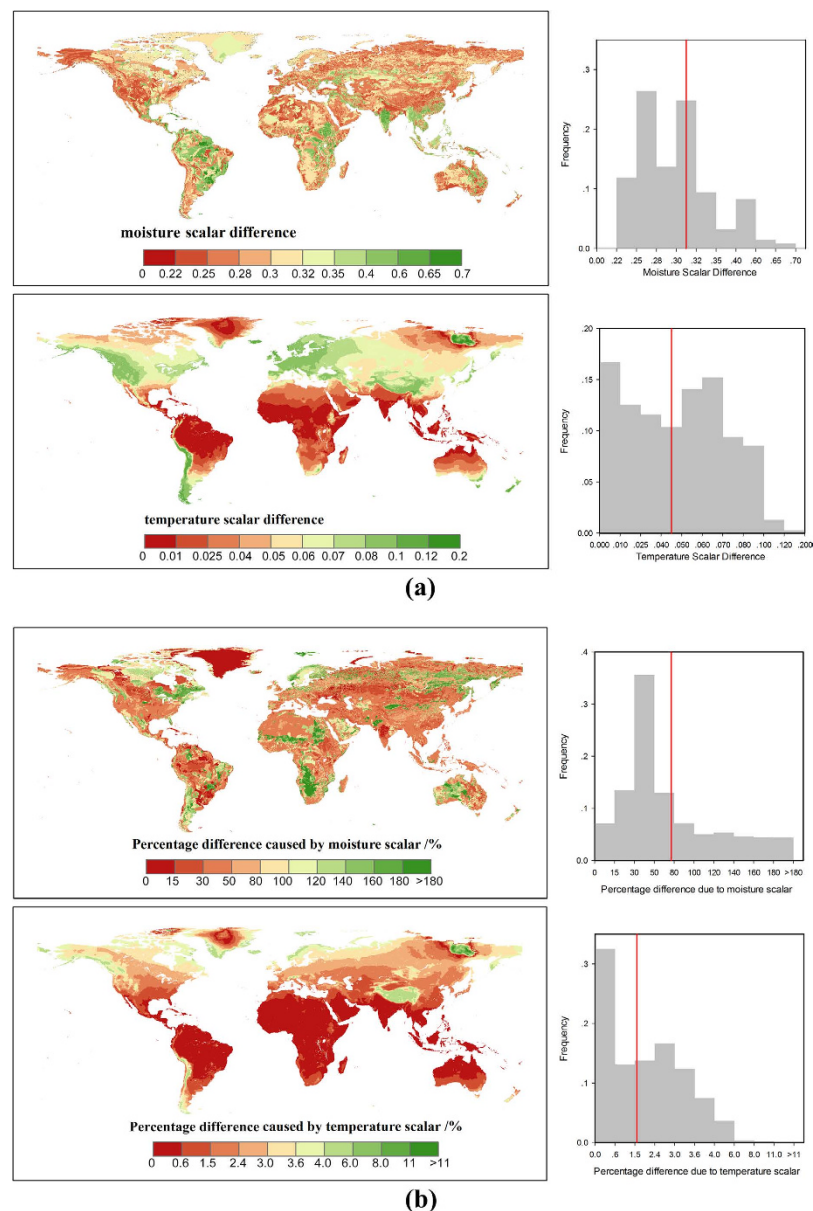 moisture scalar difference
0 0.22 0.25 0.28 0.3 0.32 0.35 0.4 0.6 0.65 0.7
Frequency
.3
.2
.1
0.0
0.00 .22 .25 .28 .30 .32 .35 .40 .60 .65 .70
Moisture Scalar Difference
temperature scalar difference
0 0.01 0.025 0.04 0.05 0.06 0.07 0.08 0.1 0.12 0.2
Frequency
.20
.15
.10
.05
0.00
0.000 .010 .025 .040 .050 .060 .070 .080 .100 .120 .200
Temperature Scalar Difference
(a)
Percentage difference caused by moisture scalar /%
0 15 30 50 80 100 120 140 160 180 >180
Frequency
.4
.3
.2
.1
0.0
0 15 30 50 80 100 120 140 160 180 >180
Percentage difference due to moisture scalar
Percentage difference caused by temperature scalar /%
0 0.6 1.5 2.4 3.0 3.6 4.0 6.0 8.0 11 >11
Frequency
.3
.2
.1
0.0
0.0 .6 1.5 2.4 3.0 3.6 4.0 6.0 8.0 11.0 >11
Percentage difference due to temperature scalar
(b)